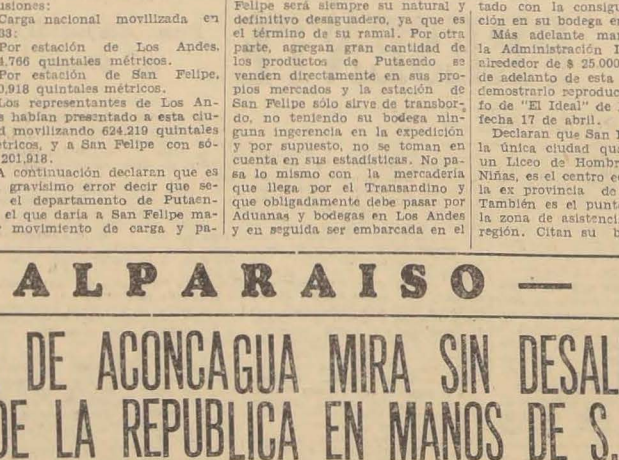 usiones:
Carga nacional movilizada en
33:
Por estación de Los Andes,
4.766 quintales métricos.
Por estación de San Felipe,
0,918 quintales métricos.
Los representantes de Los An-
s habían presentado a esta ciu-
d movilizando 624,219 quintales
étricos, y a San Felipe con só-
201,918.
A continuación declaran que es
gravísimo error decir que se-
el departamento de Putaen-
el que daría a San Felipe ma-
movimiento de carga y pa-
Felipe será siempre su natural y
definitivo desaguadero, ya que es
el término de su ramal. Por otra
parte, agregan gran cantidad de
los productos de Putaendo se
venden directamente en sus pro-
pios mercados y la estación de
San Felipe sólo sirve de transbor-
do, no teniendo su bodega nin-
guna ingerencia en la expedición
y por supuesto, no se toman en
cuenta en sus estadísticas. No pa-
sa lo mismo con la mercadería
que llega por el Transandino y
que obligadamente debe pasar por
Aduanas y bodegas en Los Andes
y en seguida ser embarcada en el
tado con la consigu
ción en su bodega en
Más adelante man
la Administración I
alrededor de $ 25.000
de adelanto de esta
demostrarlo reproduc
fo de "El Ideal" de
fecha 17 de abril.
Declaran que San F
la única ciudad qu
un Liceo de Hombr
Niñas, es el centro e
la ex provincia de
También es el punt
la zona de asistenci
región. Citan su b
ALPARAISO —
DE ACONCAGUA MIRA SIN DESAL
DE LA REPUBLICA EN MANOS DE S.